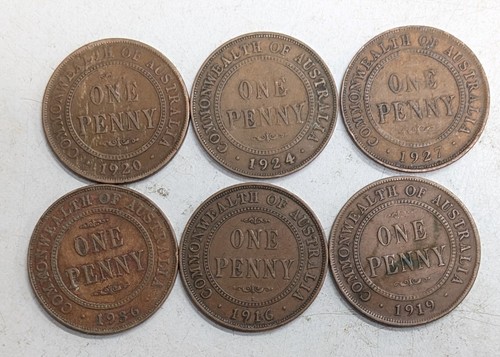 COMMONWEALTH OF AUSTRALIA
ONE
PENNY
1920
COMMONWEALTH OF AUSTRALIA
ONE
PENNY
· 1924 ·
COMMONWEALTH OF AUSTRALIA
ONE
PENNY
· 1927 ·
COMMONWEALTH OF AUSTRALIA
ONE
PENNY
· 1936 ·
COMMONWEALTH OF AUSTRALIA
ONE
PENNY
· 1916 ·
COMMONWEALTH OF AUSTRALIA
ONE
PENNY
· 1919 ·